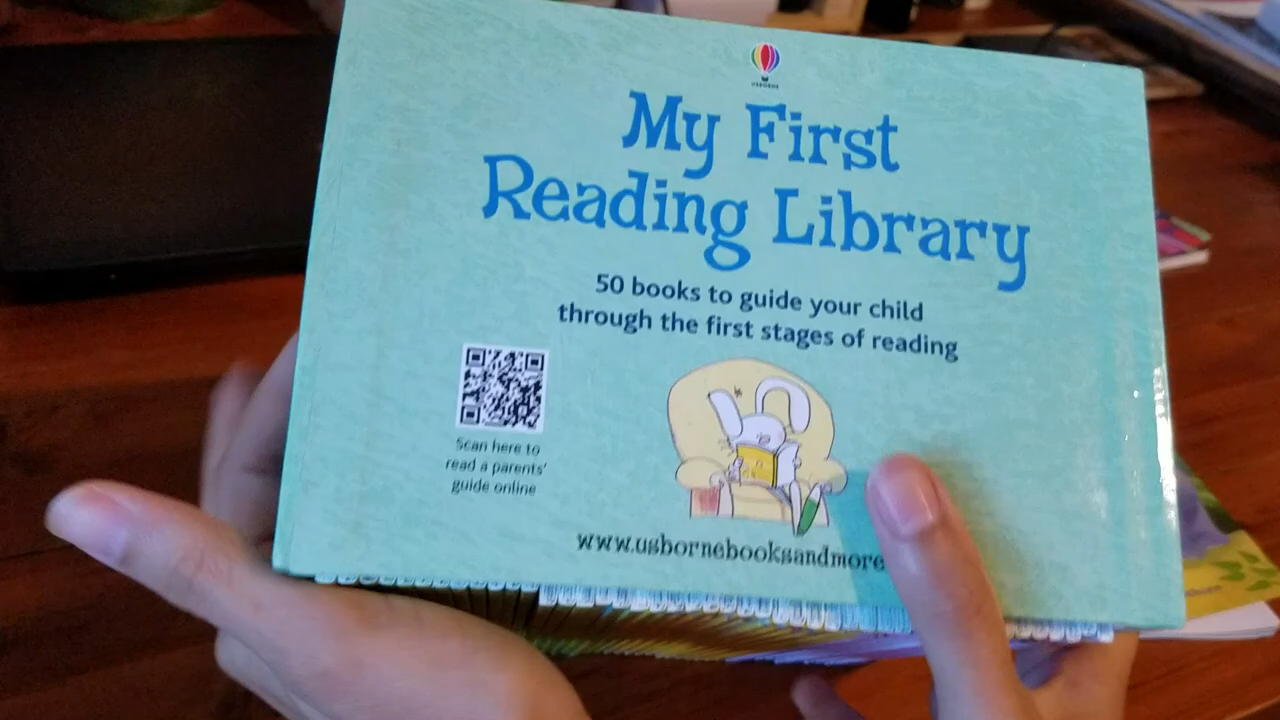 USBORNE
My First
Reading Library
50 books to guide your child
through the first stages of reading
Scan here to
read a parents'
guide online
www.usbornebooksandmore